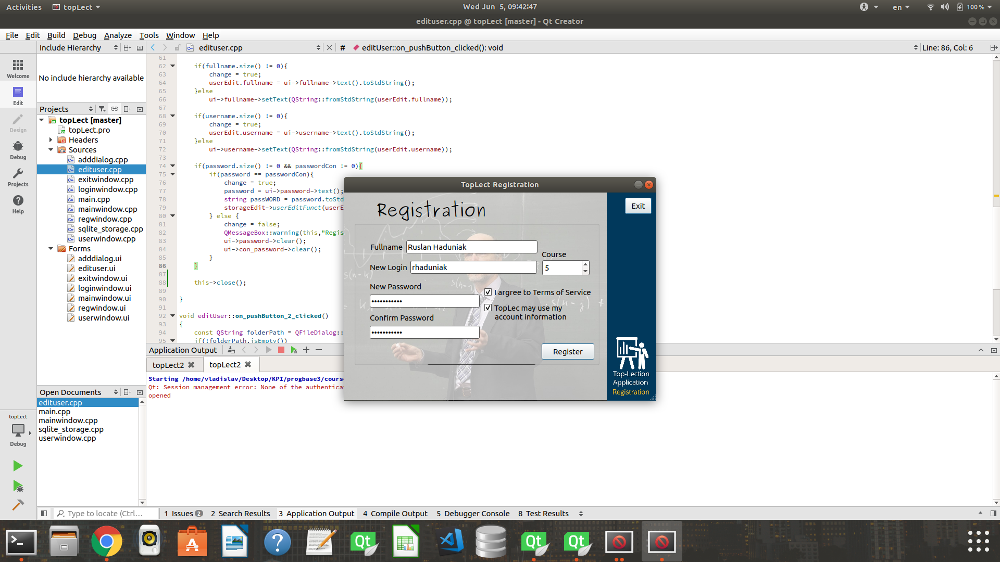 Activities
topLect
Wed Jun 5, 09:42:47
en
100 %
edituser.cpp @ topLect [master] - Qt Creator
File Edit Build Debug Analyze Tools Window Help
Include Hierarchy
edituser.cpp
#
editUser::on_pushButton_clicked(): void
Line: 86, Col: 6
Welcome
Edit
Design
Debug
Projects
Help
No include hierarchy available
Projects
topLect [master]
topLect.pro
Headers
Sources
adddialog.cpp
edituser.cpp
exitwindow.cpp
loginwindow.cpp
main.cpp
mainwindow.cpp
regwindow.cpp
sqlite_storage.cpp
userwindow.cpp
Forms
adddialog.ui
edituser.ui
exitwindow.ui
loginwindow.ui
mainwindow.ui
regwindow.ui
userwindow.ui
Open Documents
edituser.cpp
main.cpp
mainwindow.cpp
sqlite_storage.cpp
userwindow.cpp
topLect
Debug
61
62 if(fullname.size() != 0){
63 change = true;
64 userEdit.fullname = ui->fullname->text().toStdString();
65 }else
66 ui->fullname->setText(QString::fromStdString(userEdit.fullname));
67
68 if(username.size() != 0){
69 change = true;
70 userEdit.username = ui->username->text().toStdString();
71 }else
72 ui->username->setText(QString::fromStdString(userEdit.username));
73
74 if(password.size() != 0 && passwordCon != 0){
75 if(password == passwordCon){
76 change = true;
77 password = ui->password->text();
78 string passWORD = password.toStd
79 storageEdit->userEditFunct(userE
80 } else {
81 change = false;
82 QMessageBox::warning(this,"Regis
83 ui->password->clear();
84 ui->con_password->clear();
85 }
86 }
87
88 this->close();
89
90 }
91
92 void editUser::on_pushButton_2_clicked()
93 {
94 const QString folderPath = QFileDialog::
95 if(!folderPath.isEmpty())
TopLect Registration
Registration
Exit
Fullname
Ruslan Haduniak
Course
New Login
rhaduniak
5
New Password
•••••••••••
I argree to Terms of Service
TopLec may use my
account information
Confirm Password
•••••••••••
Register
Top-Lection
Application
Registration
Application Output
topLect2
topLect2
Starting /home/vladislav/Desktop/KPI/progbase3/cours
Qt: Session management error: None of the authentica
opened
Type to locate (Ctrl...
1 Issues 2
2 Search Results
3 Application Output
4 Compile Output
5 Debugger Console
8 Test Results
Qt
Qt
Qt